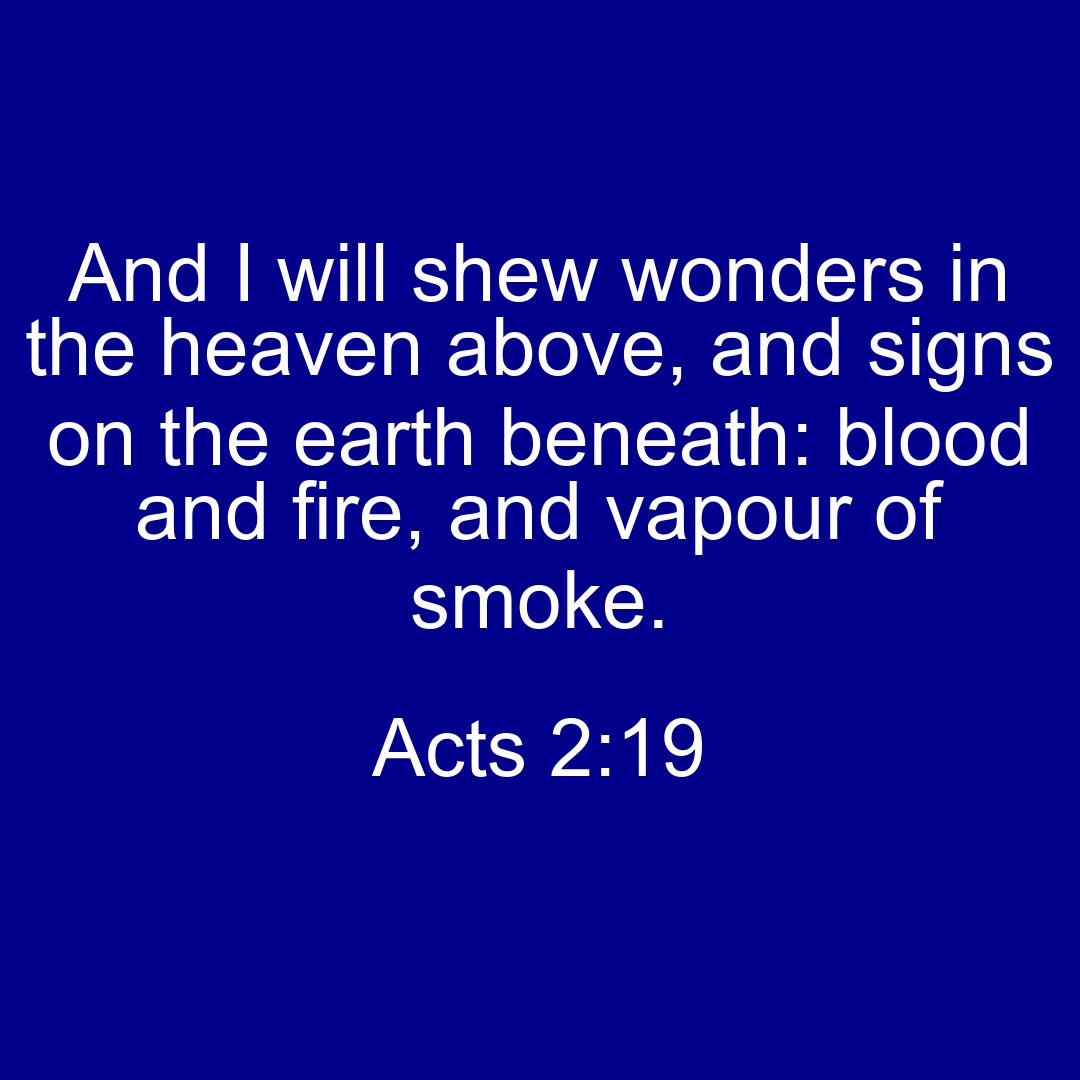 And I will shew wonders in
the heaven above, and signs
on the earth beneath: blood
and fire, and vapour of
smoke.
Acts 2:19